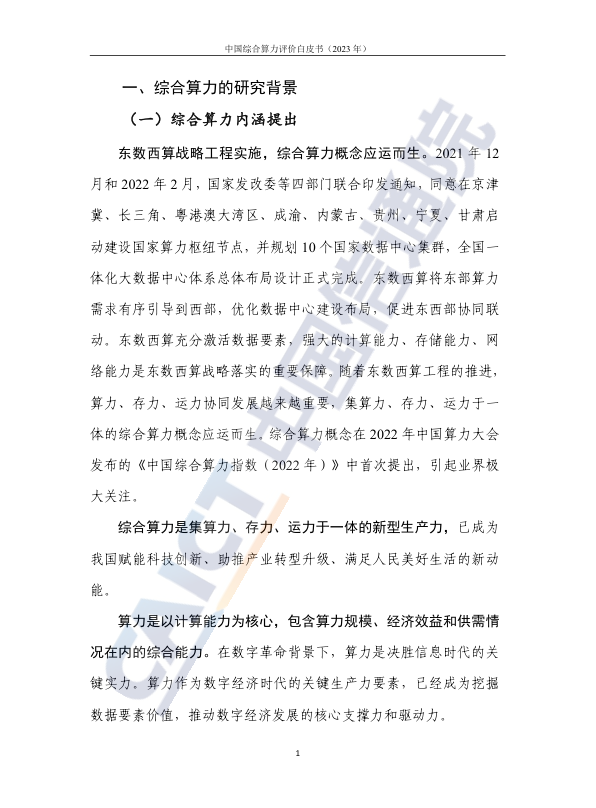 中国综合算力评价白皮书（2023 年）
一、综合算力的研究背景
（一）综合算力内涵提出
东数西算战略工程实施，综合算力概念应运而生。2021 年 12
月和 2022 年 2 月，国家发改委等四部门联合印发通知，同意在京津
冀、长三角、粤港澳大湾区、成渝、内蒙古、贵州、宁夏、甘肃启
动建设国家算力枢纽节点，并规划 10 个国家数据中心集群，全国一
体化大数据中心体系总体布局设计正式完成。东数西算将东部算力
需求有序引导到西部，优化数据中心建设布局，促进东西部协同联
动。东数西算充分激活数据要素，强大的计算能力、存储能力、网
络能力是东数西算战略落实的重要保障。随着东数西算工程的推进，
算力、存力、运力协同发展越来越重要，集算力、存力、运力于一
体的综合算力概念应运而生。综合算力概念在 2022 年中国算力大会
发布的《中国综合算力指数（2022 年）》中首次提出，引起业界极
大关注。
综合算力是集算力、存力、运力于一体的新型生产力，已成为
我国赋能科技创新、助推产业转型升级、满足人民美好生活的新动
能。
算力是以计算能力为核心，包含算力规模、经济效益和供需情
况在内的综合能力。在数字革命背景下，算力是决胜信息时代的关
键实力。算力作为数字经济时代的关键生产力要素，已经成为挖掘
数据要素价值，推动数字经济发展的核心支撑力和驱动力。
1
CAICT 中国信通院